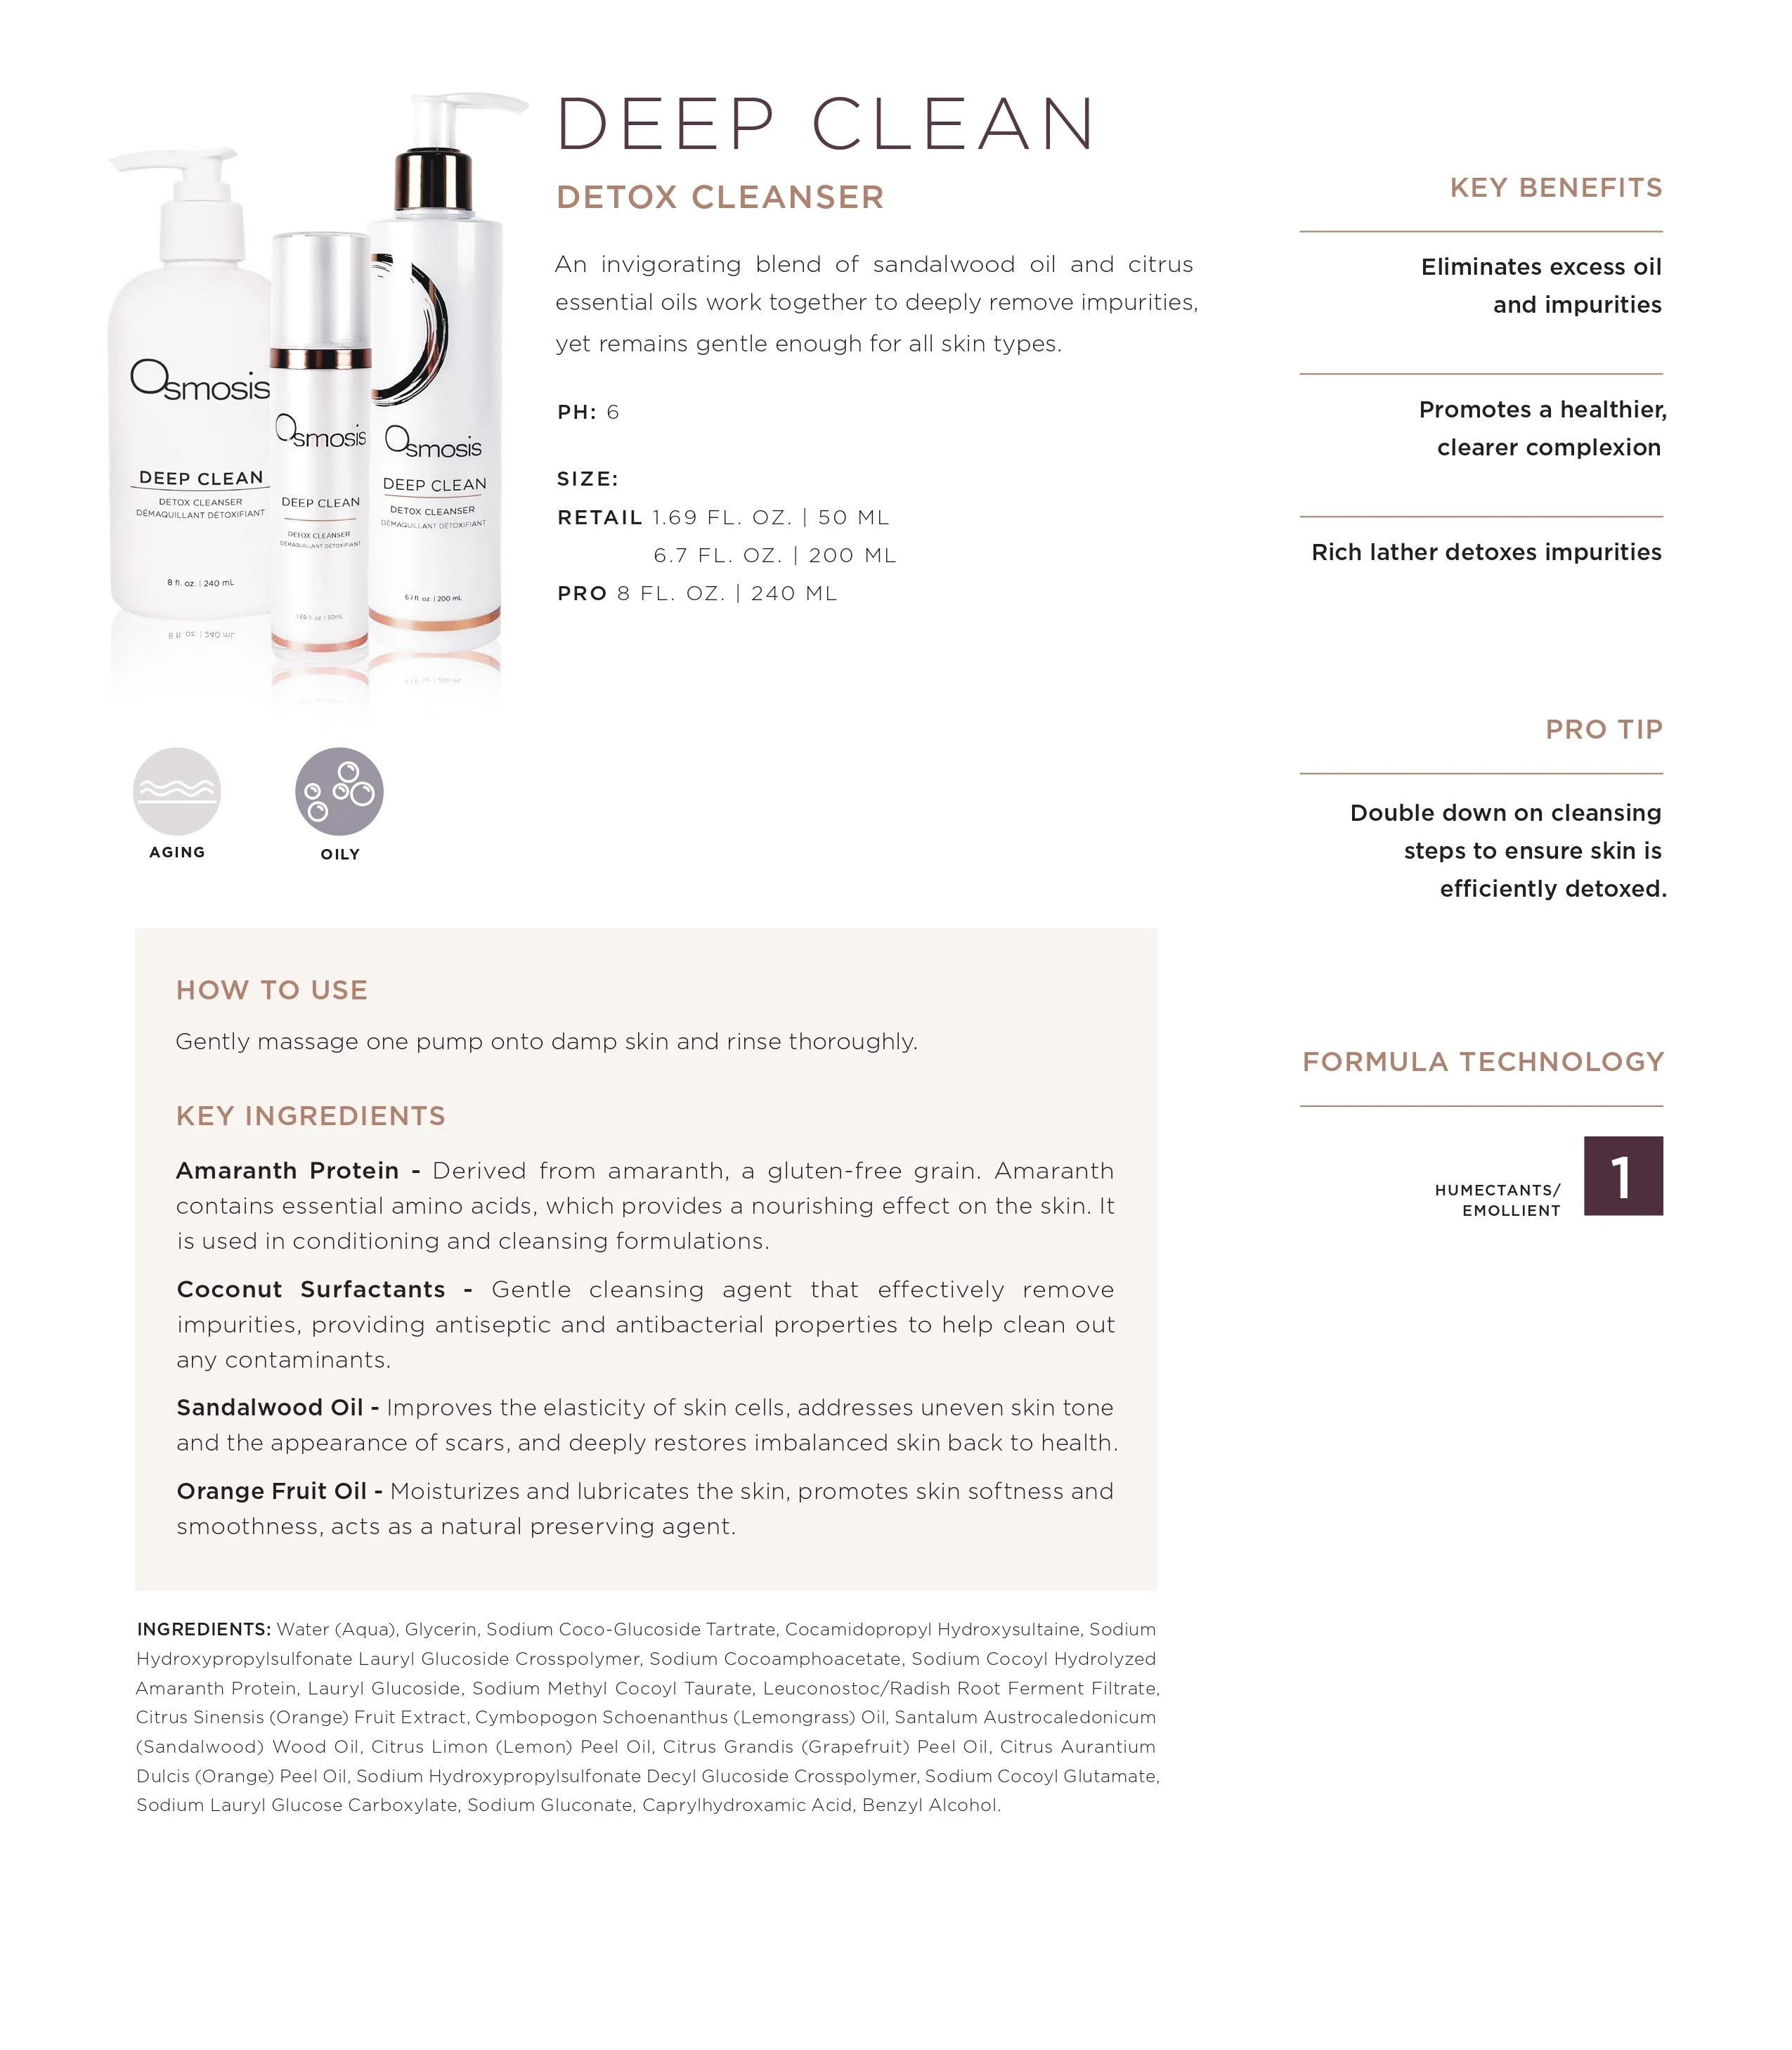 DEEP CLEAN
DETOX CLEANSER
An invigorating blend of sandalwood oil and citrus
essential oils work together to deeply remove impurities,
yet remains gentle enough for all skin types.
PH: 6
SIZE:
RETAIL 1.69 FL. OZ. | 50 ML
6.7 FL. OZ. | 200 ML
PRO 8 FL. OZ. | 240 ML
Osmosis
DEEP CLEAN
DETOX CLEANSER
DÉMAQUILLANT DÉTOXIFIANT
8 fl. oz. | 240 mL
Osmosis
DEEP CLEAN
DETOX CLEANSER
DÉMAQUILLANT DÉTOXIFIANT
1.69 fl. oz. | 50mL
Osmosis
DEEP CLEAN
DETOX CLEANSER
DÉMAQUILLANT DÉTOXIFIANT
6.7 fl. oz. | 200 mL
AGING
OILY
KEY BENEFITS
Eliminates excess oil
and impurities
Promotes a healthier,
clearer complexion
Rich lather detoxes impurities
PRO TIP
Double down on cleansing
steps to ensure skin is
efficiently detoxed.
FORMULA TECHNOLOGY
HUMECTANTS/
EMOLLIENT
1
HOW TO USE
Gently massage one pump onto damp skin and rinse thoroughly.
KEY INGREDIENTS
Amaranth Protein - Derived from amaranth, a gluten-free grain. Amaranth
contains essential amino acids, which provides a nourishing effect on the skin. It
is used in conditioning and cleansing formulations.
Coconut Surfactants - Gentle cleansing agent that effectively remove
impurities, providing antiseptic and antibacterial properties to help clean out
any contaminants.
Sandalwood Oil - Improves the elasticity of skin cells, addresses uneven skin tone
and the appearance of scars, and deeply restores imbalanced skin back to health.
Orange Fruit Oil - Moisturizes and lubricates the skin, promotes skin softness and
smoothness, acts as a natural preserving agent.
INGREDIENTS: Water (Aqua), Glycerin, Sodium Coco-Glucoside Tartrate, Cocamidopropyl Hydroxysultaine, Sodium
Hydroxypropylsulfonate Lauryl Glucoside Crosspolymer, Sodium Cocoamphoacetate, Sodium Cocoyl Hydrolyzed
Amaranth Protein, Lauryl Glucoside, Sodium Methyl Cocoyl Taurate, Leuconostoc/Radish Root Ferment Filtrate,
Citrus Sinensis (Orange) Fruit Extract, Cymbopogon Schoenanthus (Lemongrass) Oil, Santalum Austrocaledonicum
(Sandalwood) Wood Oil, Citrus Limon (Lemon) Peel Oil, Citrus Grandis (Grapefruit) Peel Oil, Citrus Aurantium
Dulcis (Orange) Peel Oil, Sodium Hydroxypropylsulfonate Decyl Glucoside Crosspolymer, Sodium Cocoyl Glutamate,
Sodium Lauryl Glucose Carboxylate, Sodium Gluconate, Caprylhydroxamic Acid, Benzyl Alcohol.